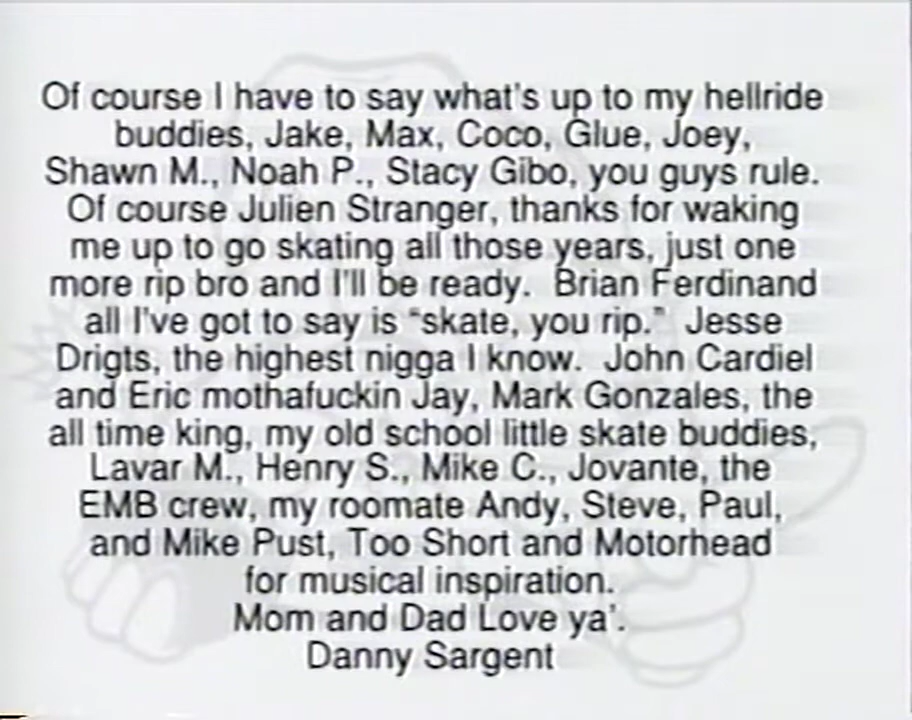 Of course I have to say what's up to my hellride
buddies, Jake, Max, Coco, Glue, Joey,
Shawn M., Noah P., Stacy Gibo, you guys rule.
Of course Julien Stranger, thanks for waking
me up to go skating all those years, just one
more rip bro and I'll be ready.  Brian Ferdinand
all I've got to say is "skate, you rip."  Jesse
Drigts, the highest nigga I know.  John Cardiel
and Eric mothafuckin Jay, Mark Gonzales, the
all time king, my old school little skate buddies,
Lavar M., Henry S., Mike C., Jovante, the
EMB crew, my roomate Andy, Steve, Paul,
and Mike Pust, Too Short and Motorhead
for musical inspiration.
Mom and Dad Love ya'.
Danny Sargent